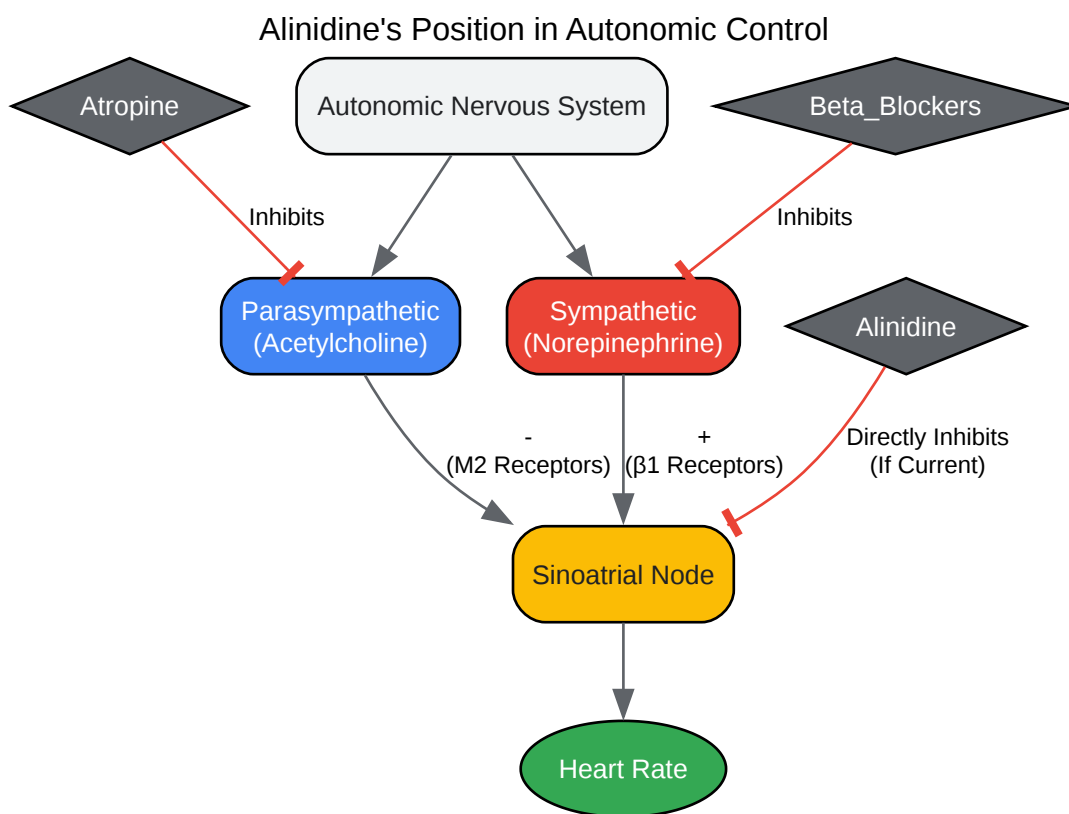 Alinidine's Position in Autonomic Control
Atropine
Autonomic Nervous System
Beta_Blockers
Inhibits
Inhibits
Parasympathetic
(Acetylcholine)
Sympathetic
(Norepinephrine)
Alinidine
-
(M2 Receptors)
+
(β1 Receptors)
Directly Inhibits
(If Current)
Sinoatrial Node
Heart Rate